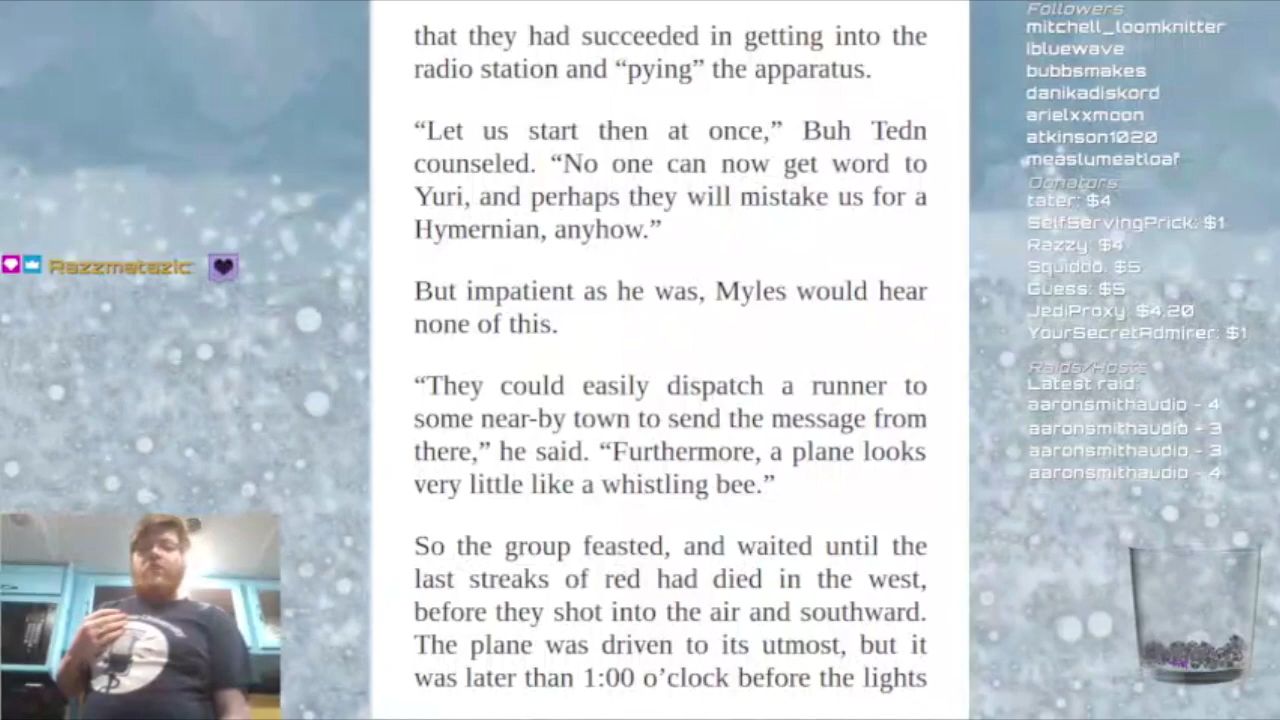 that they had succeeded in getting into the
radio station and “pying” the apparatus.
“Let us start then at once,” Buh Tedn
counseled. “No one can now get word to
Yuri, and perhaps they will mistake us for a
Hymernian, anyhow.”
But impatient as he was, Myles would hear
none of this.
“They could easily dispatch a runner to
some near-by town to send the message from
there,” he said. “Furthermore, a plane looks
very little like a whistling bee.”
So the group feasted, and waited until the
last streaks of red had died in the west,
before they shot into the air and southward.
The plane was driven to its utmost, but it
was later than 1:00 o’clock before the lights
Razzmatazic
Followers
mitchell_loomknitter
lbluewave
bubbsmakes
danikadiskord
arielxxmoon
atkinson1020
measlymeatloaf
Donators
tater: $4
SelfServingPrick: $1
Razzy: $4
Squiddo: $5
Guess: $5
JediProxy: $4.20
YourSecretAdmirer: $1
Raids/Hosts
Latest raid:
aaronsmithaudio - 4
aaronsmithaudio - 3
aaronsmithaudio - 3
aaronsmithaudio - 4